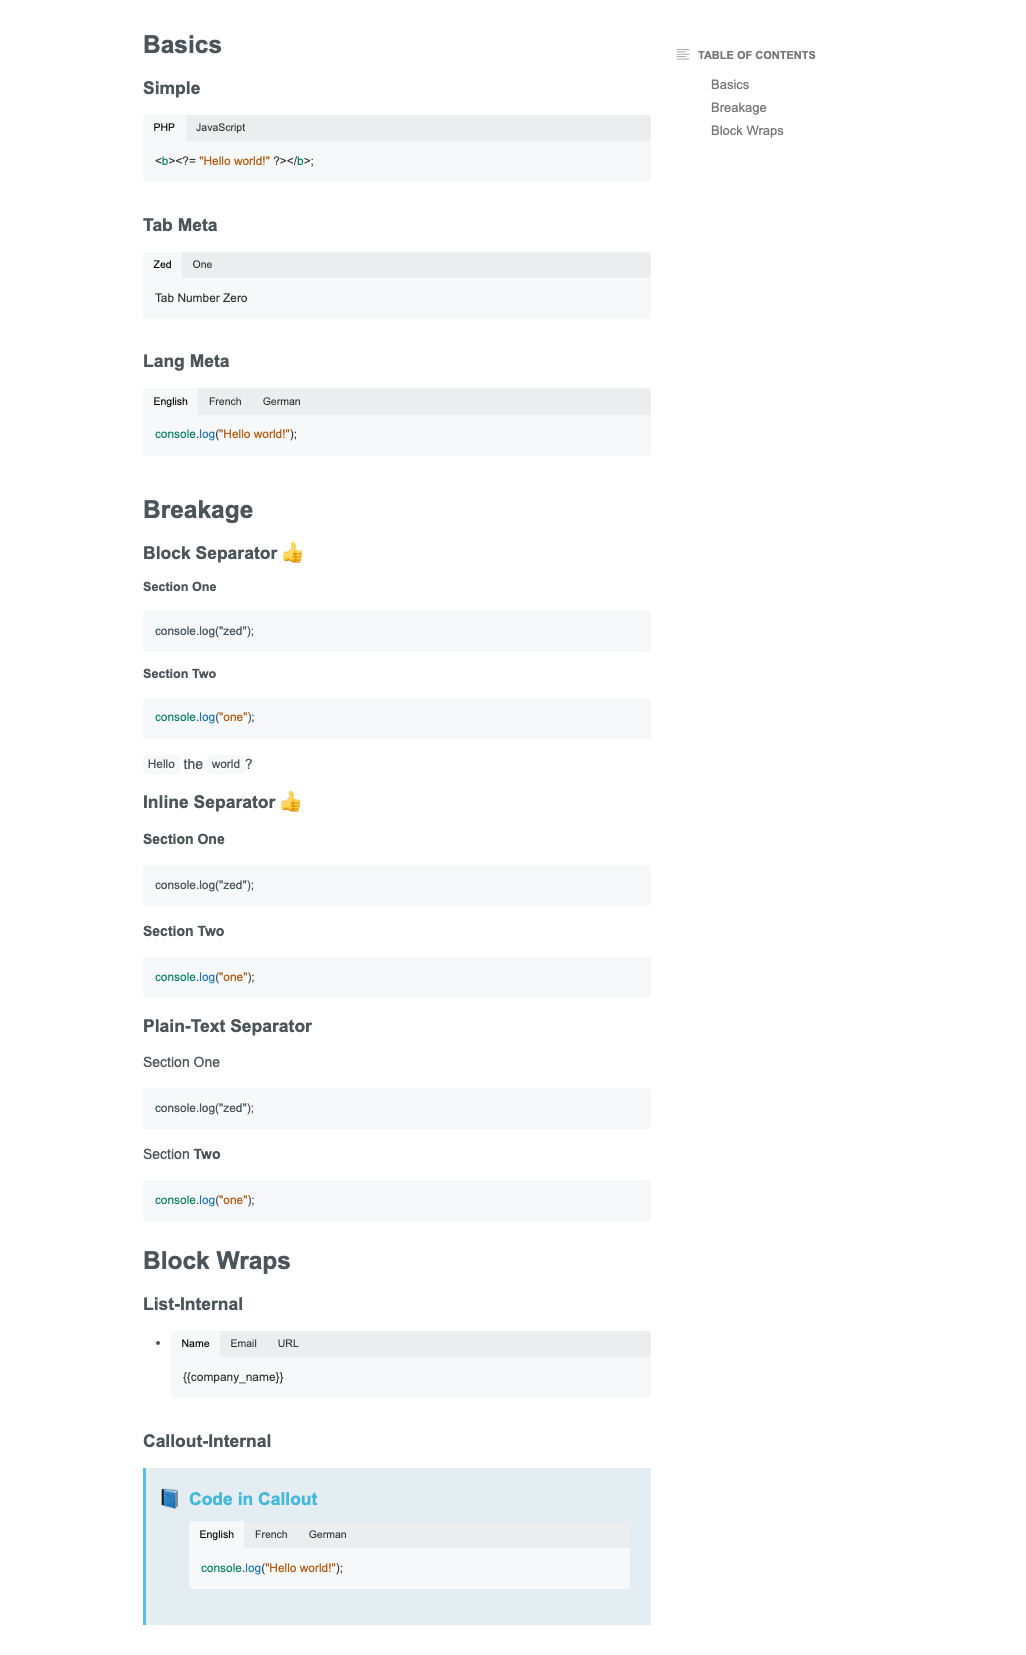 Basics
Simple
PHP JavaScript
<b><?= "Hello world!" ?></b>;
Tab Meta
Zed One
Tab Number Zero
Lang Meta
English French German
console.log("Hello world!");
Breakage
Block Separator 👍
Section One
console.log("zed");
Section Two
console.log("one");
Hello the world?
Inline Separator 👍
Section One
console.log("zed");
Section Two
console.log("one");
Plain-Text Separator
Section One
console.log("zed");
Section Two
console.log("one");
Block Wraps
List-Internal
• Name Email URL
{{company_name}}
Callout-Internal
📘 Code in Callout
English French German
console.log("Hello world!");
TABLE OF CONTENTS
Basics
Breakage
Block Wraps